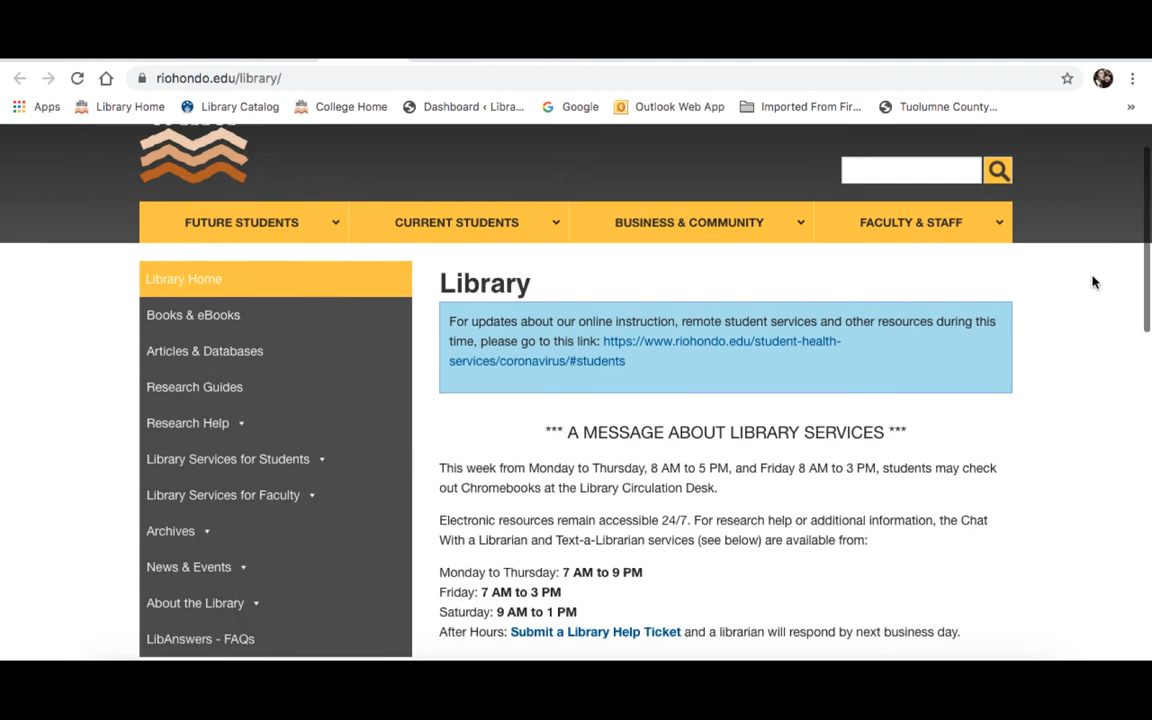 riohondo.edu/library/
Apps Library Home Library Catalog College Home Dashboard ‹ Libra... Google Outlook Web App Imported From Fir... Tuolumne County... »
FUTURE STUDENTS CURRENT STUDENTS BUSINESS & COMMUNITY FACULTY & STAFF
Library Home
Books & eBooks
Articles & Databases
Research Guides
Research Help
Library Services for Students
Library Services for Faculty
Archives
News & Events
About the Library
LibAnswers - FAQs
Library
For updates about our online instruction, remote student services and other resources during this
time, please go to this link: https://www.riohondo.edu/student-health-
services/coronavirus/#students
*** A MESSAGE ABOUT LIBRARY SERVICES ***
This week from Monday to Thursday, 8 AM to 5 PM, and Friday 8 AM to 3 PM, students may check
out Chromebooks at the Library Circulation Desk.
Electronic resources remain accessible 24/7. For research help or additional information, the Chat
With a Librarian and Text-a-Librarian services (see below) are available from:
Monday to Thursday: 7 AM to 9 PM
Friday: 7 AM to 3 PM
Saturday: 9 AM to 1 PM
After Hours: Submit a Library Help Ticket and a librarian will respond by next business day.